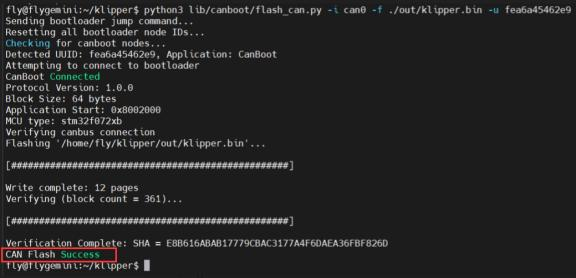 fly@flygemini:~/klipper$ python3 lib/canboot/flash_can.py -i can0 -f ./out/klipper.bin -u fea6a45462e9
Sending bootloader jump command...
Resetting all bootloader node IDs...
Checking for canboot nodes...
Detected UUID: fea6a45462e9, Application: CanBoot
Attempting to connect to bootloader
CanBoot Connected
Protocol Version: 1.0.0
Block Size: 64 bytes
Application Start: 0x8002000
MCU type: stm32f072xb
Verifying canbus connection
Flashing '/home/fly/klipper/out/klipper.bin'...
[##################################################]
Write complete: 12 pages
Verifying (block count = 361)...
[##################################################]
Verification Complete: SHA = E8B616ABAB17779CBAC3177A4F6DAEA36FBF826D
CAN Flash Success
fly@flygemini:~/klipper$